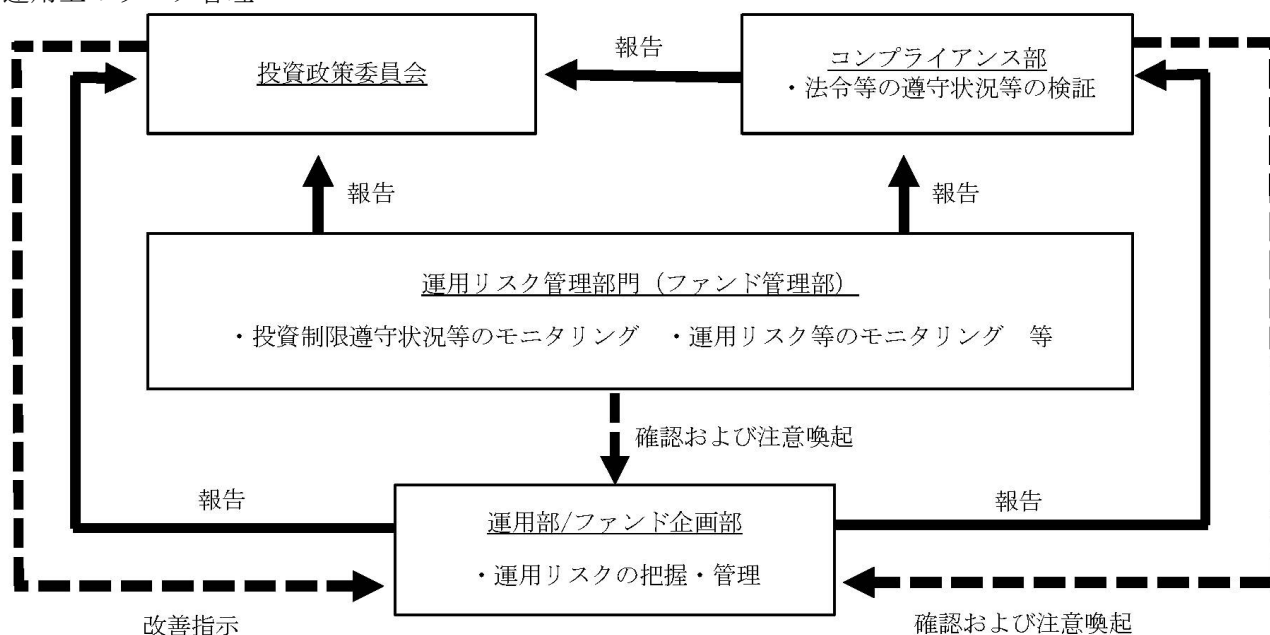 運用上のリスク管理
投資政策委員会
報告
コンプライアンス部
・法令等の遵守状況等の検証
報告
報告
運用リスク管理部門（ファンド管理部）
・投資制限遵守状況等のモニタリング　・運用リスク等のモニタリング　等
確認および注意喚起
報告
運用部/ファンド企画部
・運用リスクの把握・管理
報告
改善指示
確認および注意喚起